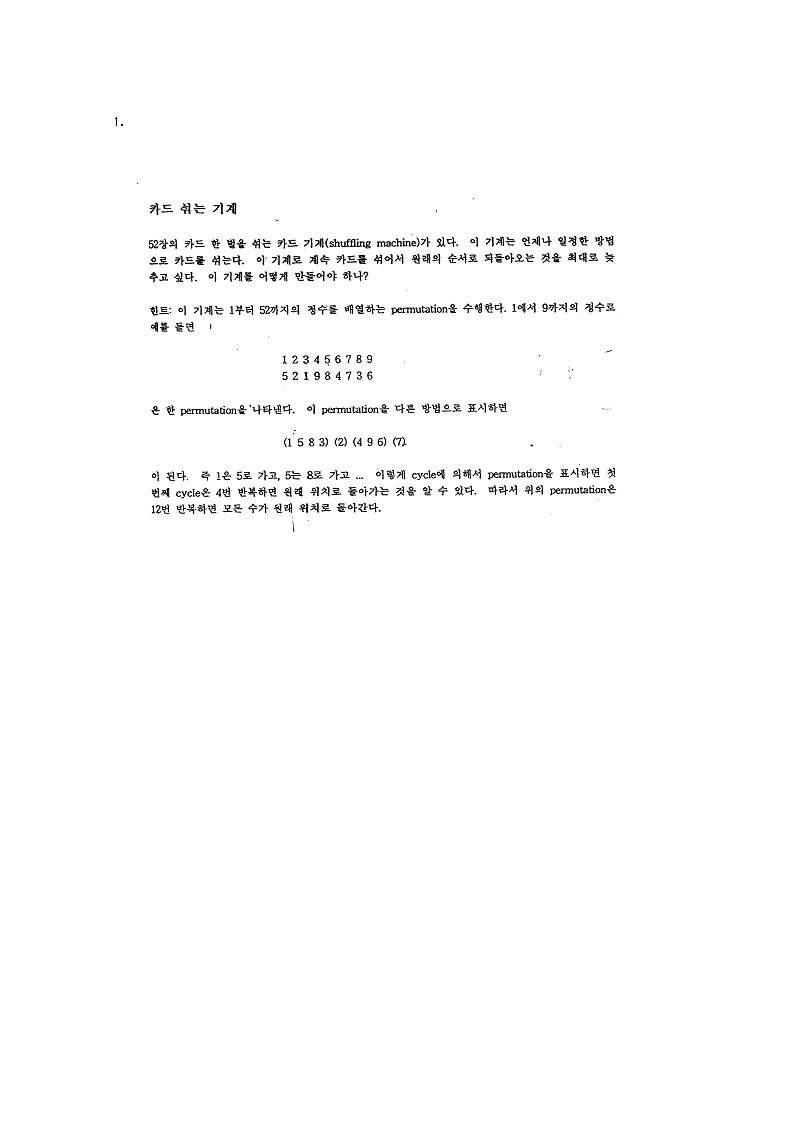 1.
카드 섞는 기계
52장의 카드 한 벌을 섞는 카드 기계(shuffling machine)가 있다. 이 기계는 언제나 일정한 방법
으로 카드를 섞는다. 이 기계로 계속 카드를 섞어서 원래의 순서로 되돌아오는 것을 최대로 늦
추고 싶다. 이 기계를 어떻게 만들어야 하나?
힌트: 이 기계는 1부터 52까지의 정수를 배열하는 permutation을 수행한다. 1에서 9까지의 정수로
예를 들면
1 2 3 4 5 6 7 8 9
5 2 1 9 8 4 7 3 6
은 한 permutation을 나타낸다. 이 permutation을 다른 방법으로 표시하면
(1 5 8 3) (2) (4 9 6) (7).
이 된다. 즉 1은 5로 가고, 5는 8로 가고 ... 이렇게 cycle에 의해서 permutation을 표시하면 첫
번째 cycle은 4번 반복하면 원래 위치로 돌아가는 것을 알 수 있다. 따라서 위의 permutation은
12번 반복하면 모든 수가 원래 위치로 돌아간다.